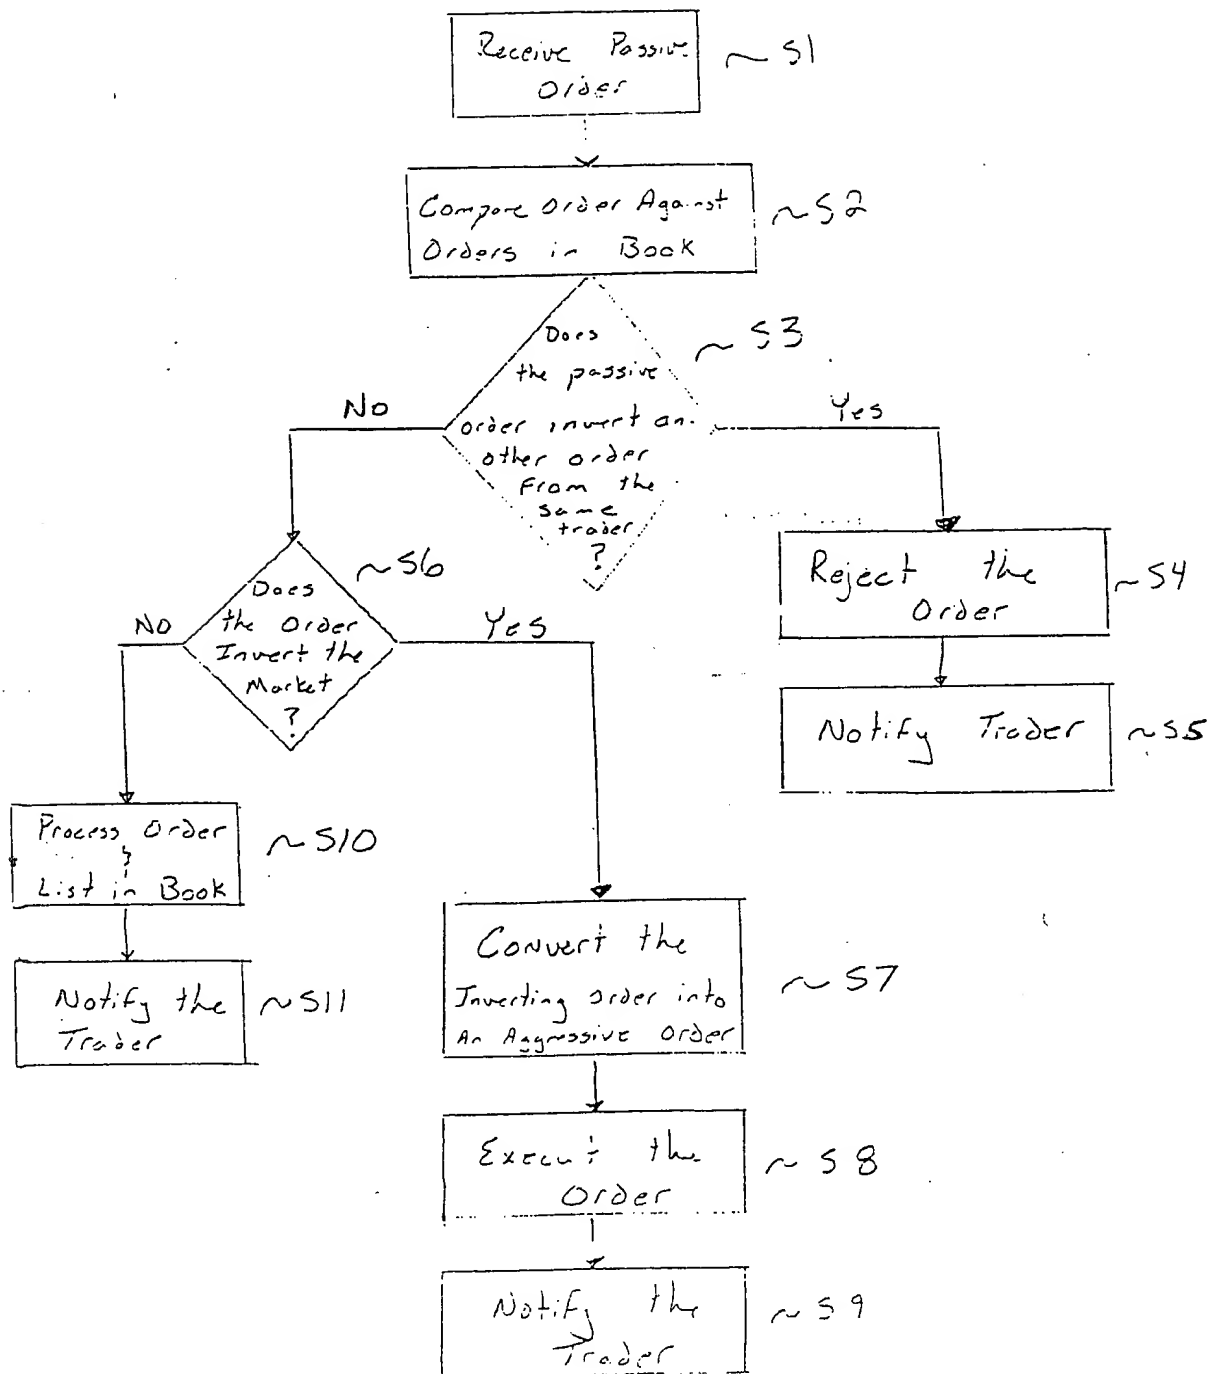 Receive Passive
Order
~ S1
Compare Order Against
Orders in Book
~ S2
Does
the passive
order invert an-
other order
From the
same
trader
?
~ S3
No
Yes
Reject the
Order
~ S4
Notify Trader
~ S5
Does
the Order
Invert the
Market
?
~ S6
No
Yes
Process Order
&
List in Book
~ S10
Notify the
Trader
~ S11
Convert the
Inverting order into
An Aggressive Order
~ S7
Execut the
Order
~ S8
Notify the
Trader
~ S9